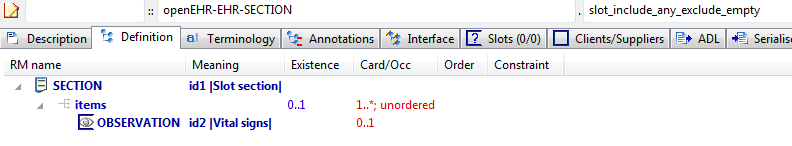 :: openEHR-EHR-SECTION . slot_include_any_exclude_empty
Description Definition Terminology Annotations Interface Slots (0/0) Clients/Suppliers ADL Serialise
RM name Meaning Existence Card/Occ Order Constraint
SECTION id1 |Slot section|
items 0..1 1..*; unordered
OBSERVATION id2 |Vital signs| 0..1